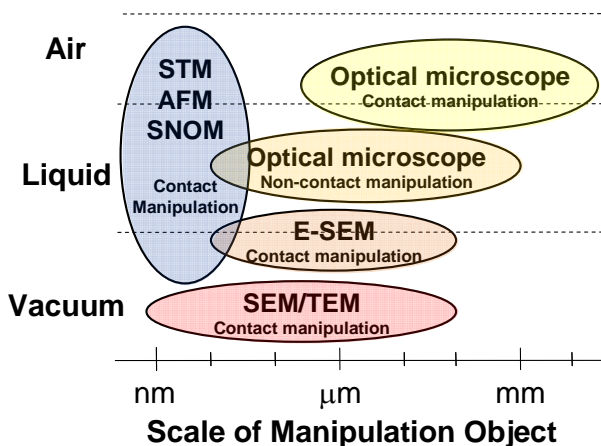 Air
STM
AFM
SNOM
Contact
Manipulation
Optical microscope
Contact manipulation
Liquid
Optical microscope
Non-contact manipulation
E-SEM
Contact manipulation
Vacuum
SEM/TEM
Contact manipulation
nm
μm
mm
Scale of Manipulation Object